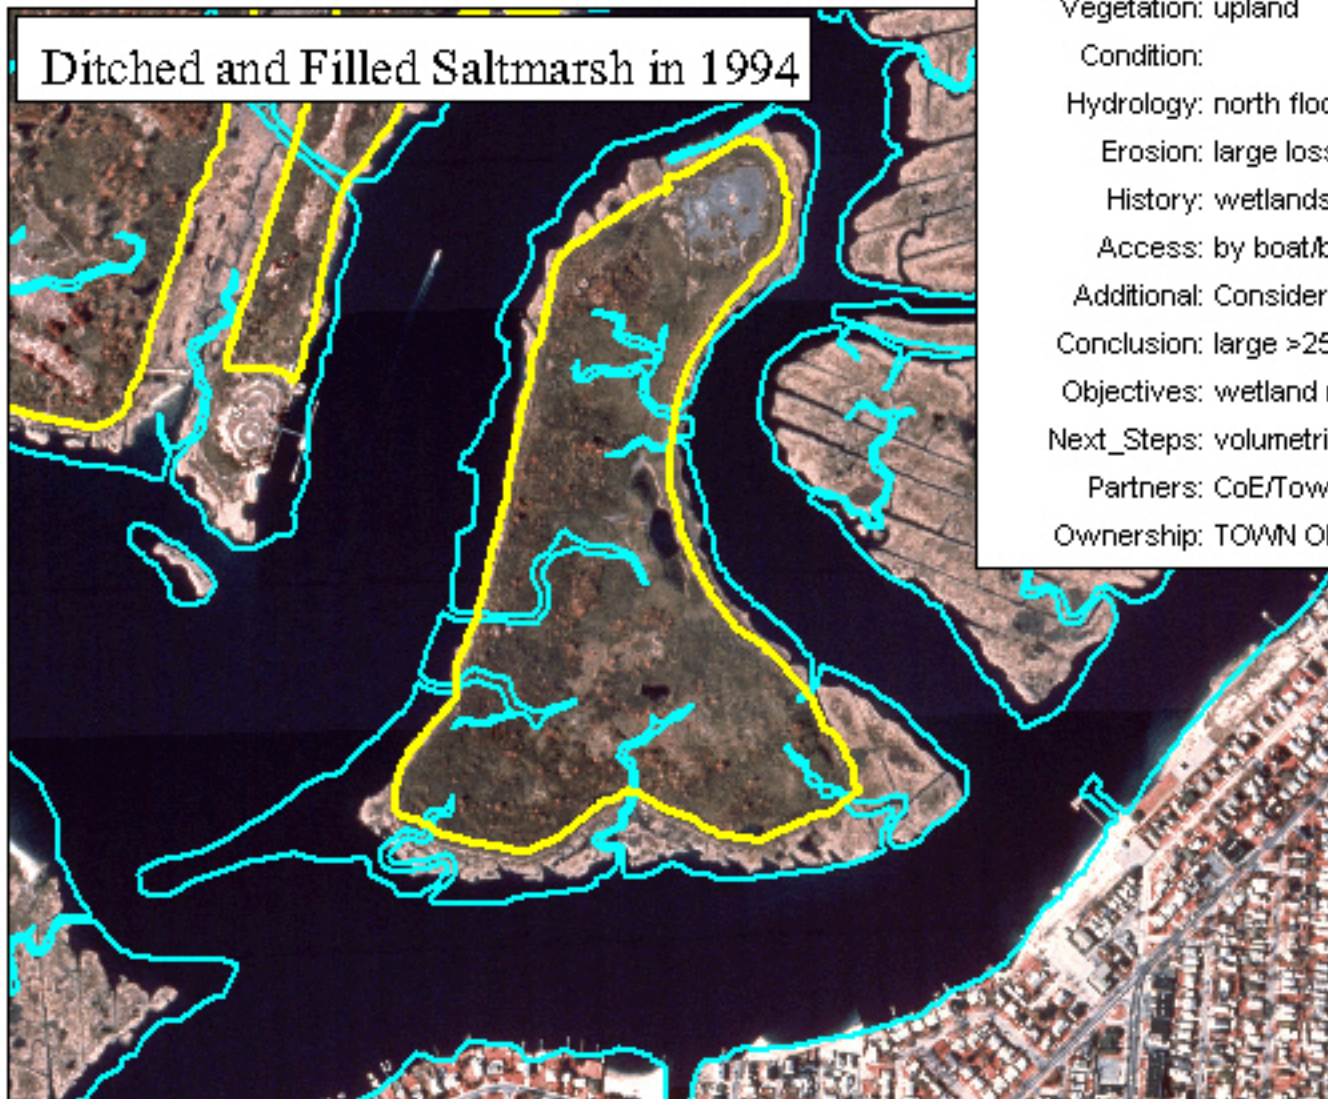 Ditched and Filled Saltmarsh in 1994
Vegetation: upland
Condition:
Hydrology: north floo
Erosion: large loss
History: wetlands
Access: by boat/b
Additional: Consider
Conclusion: large >25
Objectives: wetland
Next_Steps: volumetri
Partners: CoE/Tow
Ownership: TOWN O